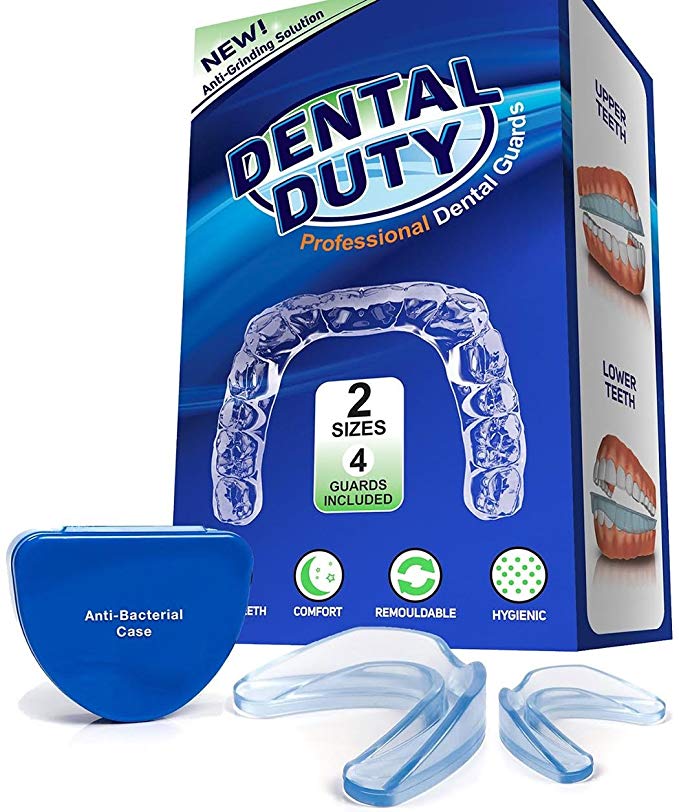 NEW!
Anti-Grinding Solution
DENTAL
DUTY
Professional Dental Guards
2
SIZES
4
GUARDS
INCLUDED
COMFORT
REMOULDABLE
HYGIENIC
UPPER
TEETH
LOWER
TEETH
Anti-Bacterial
Case